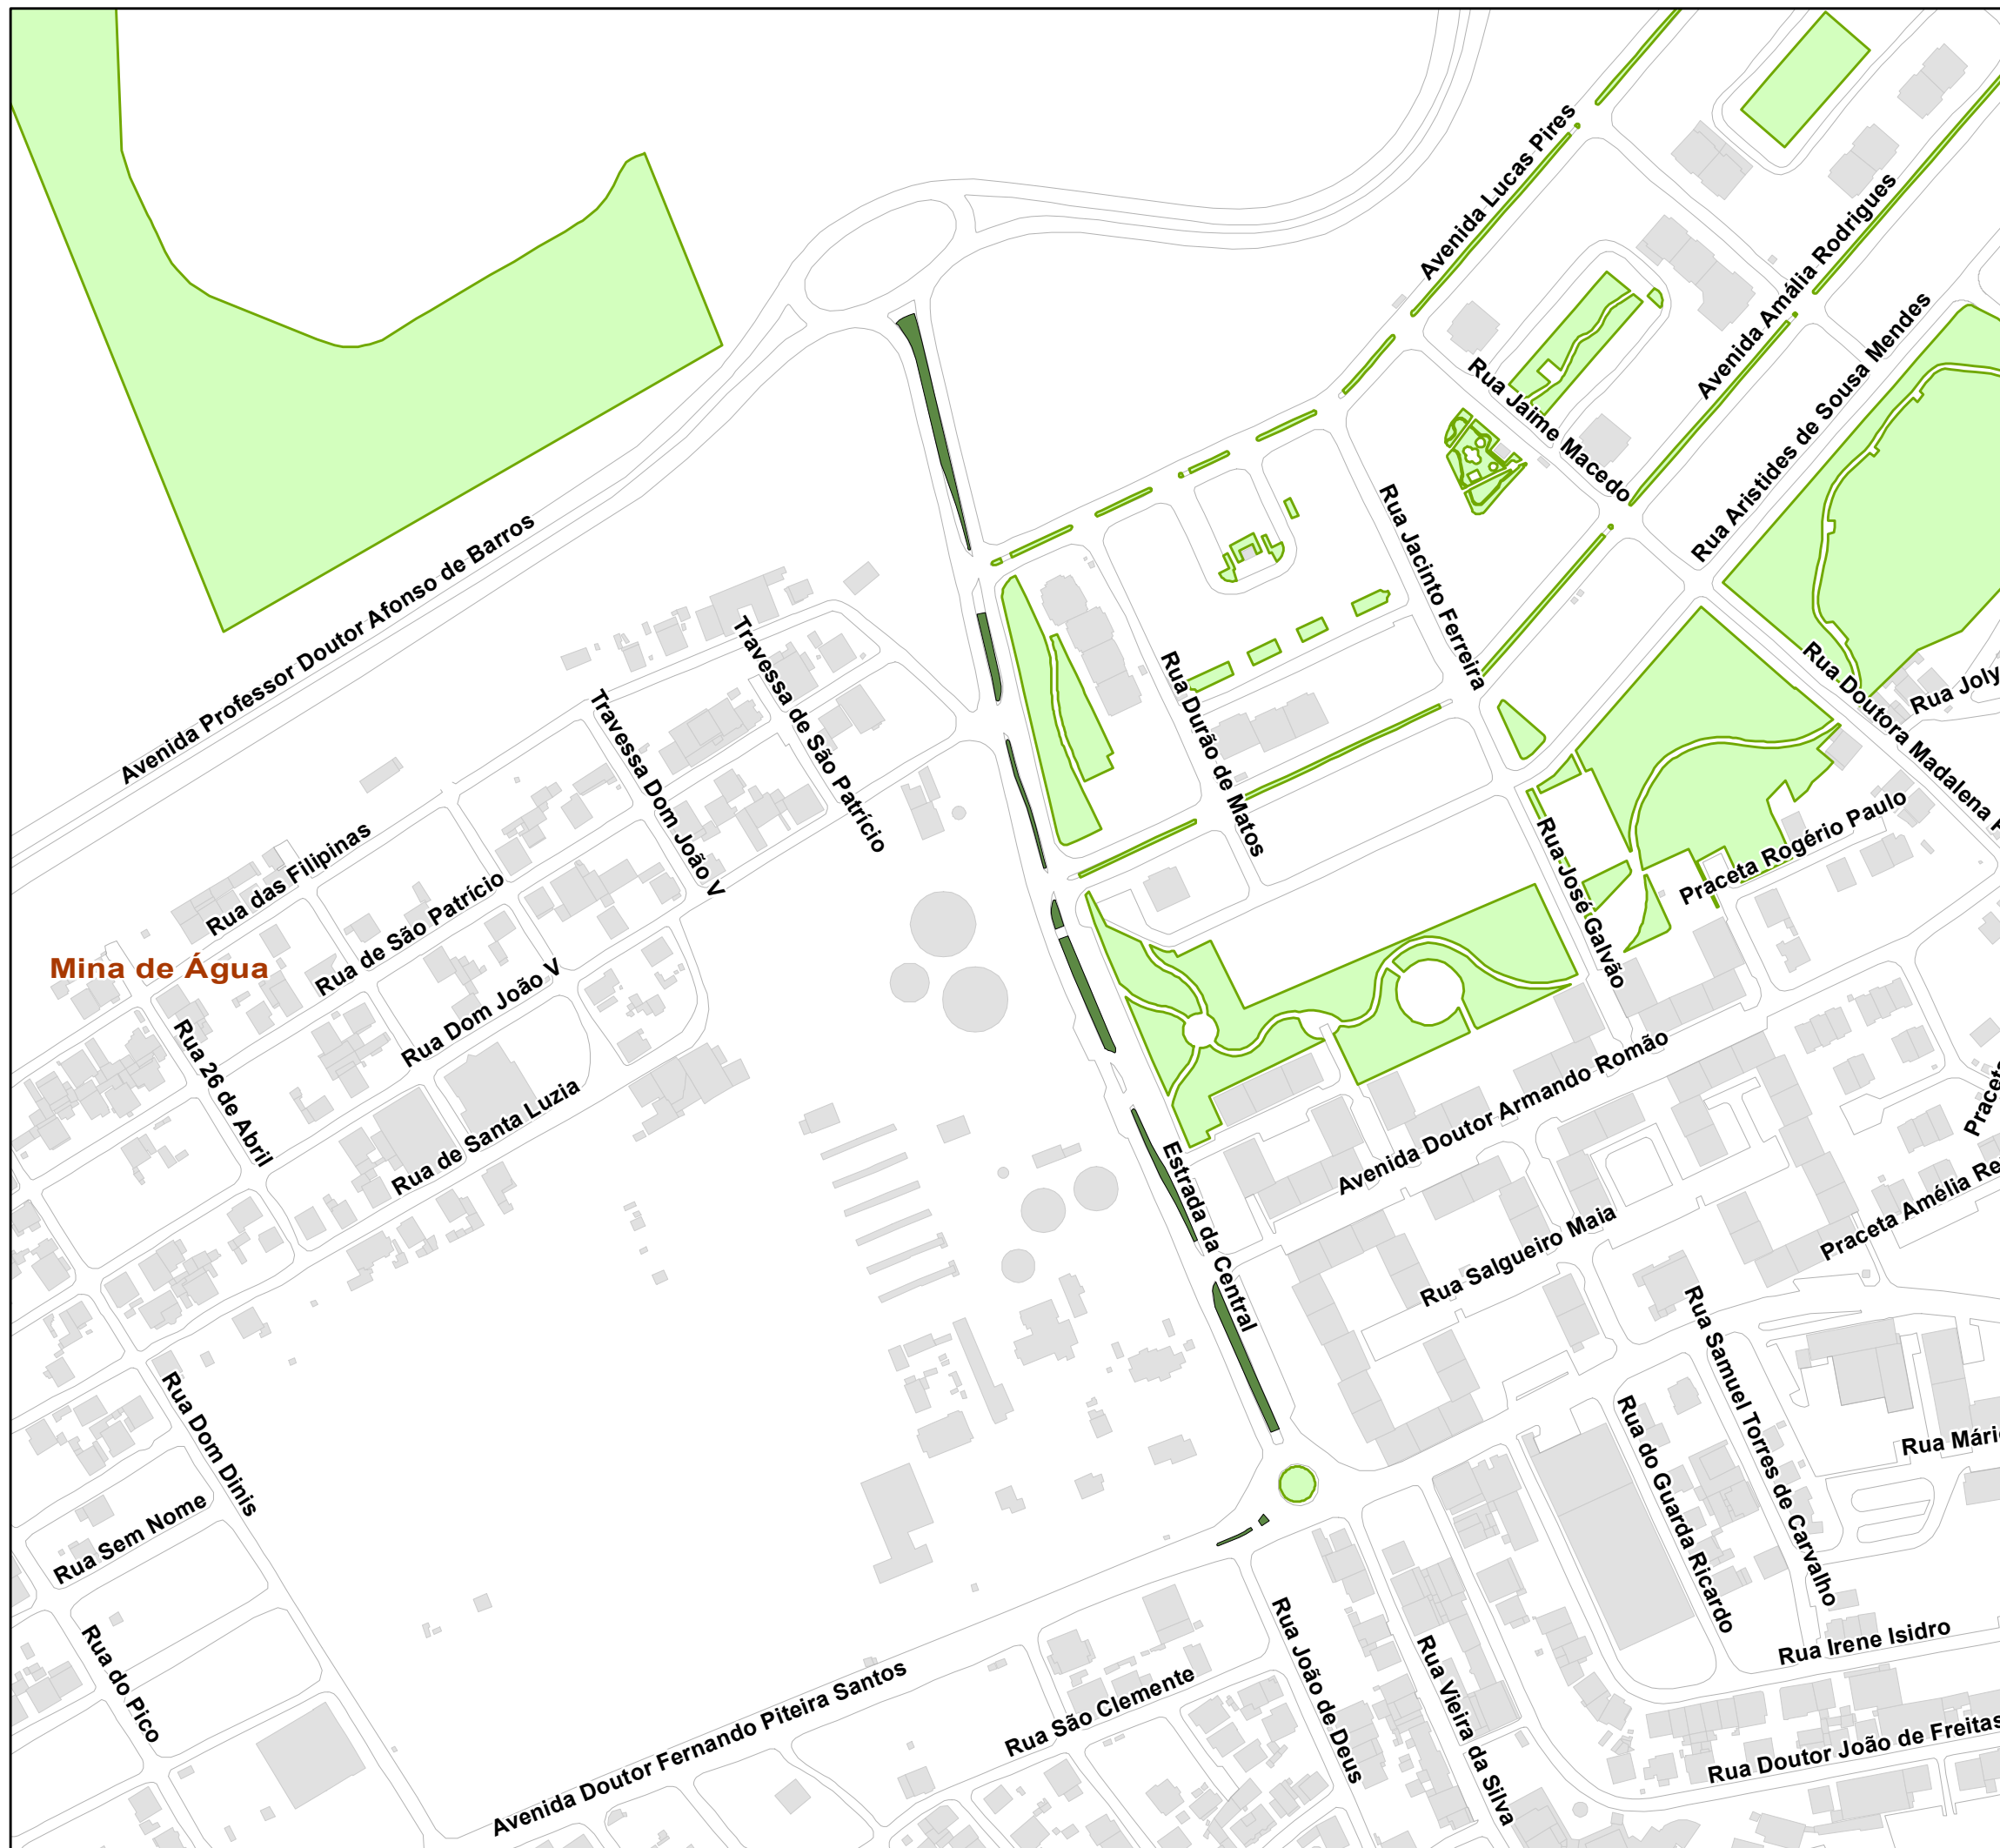 Avenida Lucas Pires
Avenida Amália Rodrigues
Rua Aristides de Sousa Mendes
Rua Jaime Macedo
Rua Jacinto Ferreira
Avenida Professor Doutor Afonso de Barros
Travessa de São Patrício
Travessa Dom João V
Rua Durão de Matos
Rua Doutora Madalena
Rua Joly
Rua José Galvão
Praceta Rogério Paulo
Rua das Filipinas
Rua de São Patrício
Mina de Água
Rua Dom João V
Rua 26 de Abril
Rua de Santa Luzia
Estrada da Central
Avenida Doutor Armando Romão
Rua Salgueiro Maia
Praceta
Praceta Amélia Re
Rua Samuel Torres de Carvalho
Rua do Guarda Ricardo
Rua Mári
Rua Dom Dinis
Rua Sem Nome
Rua do Pico
Avenida Doutor Fernando Piteira Santos
Rua São Clemente
Rua João de Deus
Rua Vieira da Silva
Rua Irene Isidro
Rua Doutor João de Freitas